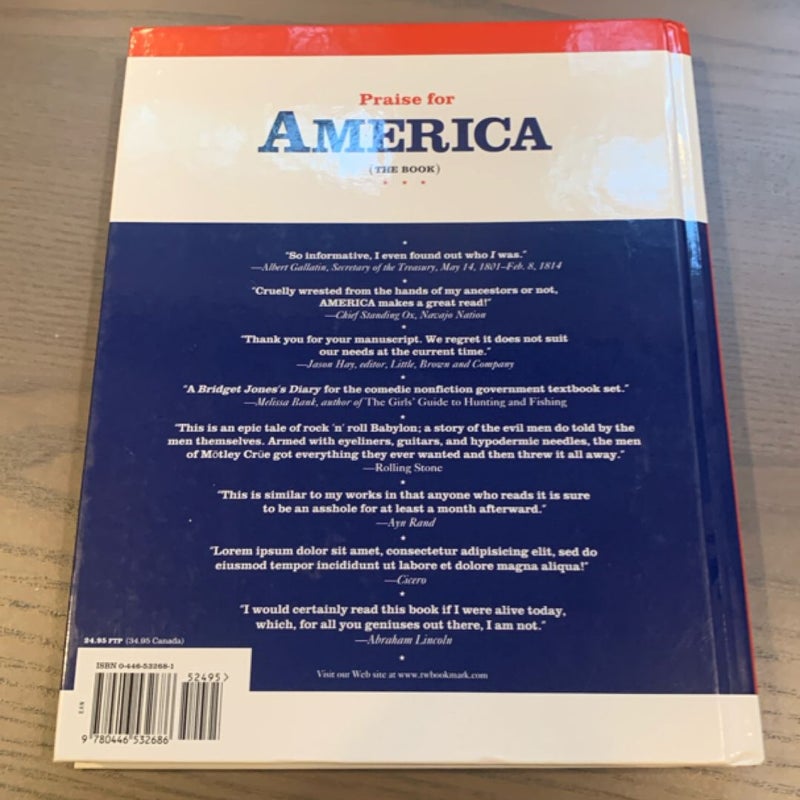 Praise for
AMERICA
(THE BOOK)
"So informative, I even found out who I was."
—Albert Gallatin, Secretary of the Treasury, May 14, 1801–Feb. 8, 1814
"Cruelly wrested from the hands of my ancestors or not,
AMERICA makes a great read!"
—Chief Standing Ox, Navajo Nation
"Thank you for your manuscript. We regret it does not suit
our needs at the current time."
—Jason Hay, editor, Little, Brown and Company
"A Bridget Jones's Diary for the comedic nonfiction government textbook set."
—Melissa Bank, author of The Girls' Guide to Hunting and Fishing
"This is an epic tale of rock 'n' roll Babylon; a story of the evil men do told by the
men themselves. Armed with eyeliners, guitars, and hypodermic needles, the men
of Mötley Crüe got everything they ever wanted and then threw it all away."
—Rolling Stone
"This is similar to my works in that anyone who reads it is sure
to be an asshole for at least a month afterward."
—Ayn Rand
"Lorem ipsum dolor sit amet, consectetur adipisicing elit, sed do
eiusmod tempor incididunt ut labore et dolore magna aliqua!"
—Cicero
"I would certainly read this book if I were alive today,
which, for all you geniuses out there, I am not."
—Abraham Lincoln
24.95 FTP (34.95 Canada)
Visit our Web site at www.twbookmark.com
ISBN 0-446-53268-1
52495>
EAN
9 780446 532686